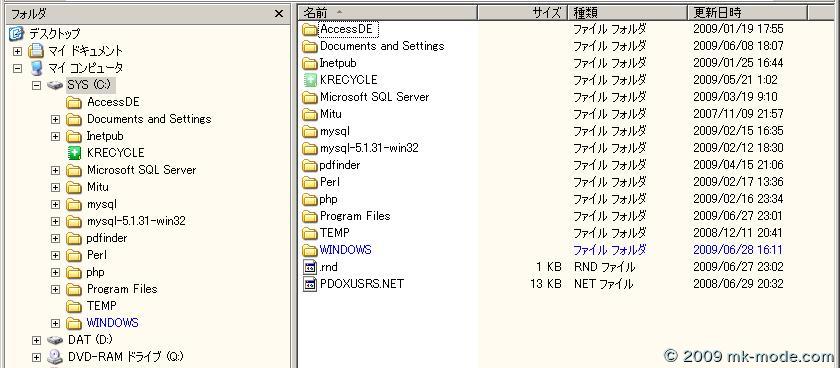 フォルダ
デスクトップ
マイ ドキュメント
マイ コンピュータ
SYS (C:)
AccessDE
Documents and Settings
Inetpub
KRECYCLE
Microsoft SQL Server
Mitu
mysql
mysql-5.1.31-win32
pdfinder
Perl
php
Program Files
TEMP
WINDOWS
DAT (D:)
DVD-RAM ドライブ (Q:)
名前 サイズ 種類 更新日時
AccessDE ファイル フォルダ 2009/01/19 17:55
Documents and Settings ファイル フォルダ 2009/06/08 18:07
Inetpub ファイル フォルダ 2009/01/25 16:44
KRECYCLE ファイル フォルダ 2009/05/21 1:02
Microsoft SQL Server ファイル フォルダ 2009/03/19 9:10
Mitu ファイル フォルダ 2007/11/09 21:57
mysql ファイル フォルダ 2009/02/15 16:35
mysql-5.1.31-win32 ファイル フォルダ 2009/02/12 18:30
pdfinder ファイル フォルダ 2009/04/15 21:06
Perl ファイル フォルダ 2009/02/17 13:36
php ファイル フォルダ 2009/02/16 23:34
Program Files ファイル フォルダ 2009/06/27 23:01
TEMP ファイル フォルダ 2008/12/11 20:41
WINDOWS ファイル フォルダ 2009/06/28 16:11
.rnd 1 KB RND ファイル 2009/06/27 23:02
PDOXUSRS.NET 13 KB NET ファイル 2008/06/29 20:32
© 2009 mk-mode.com